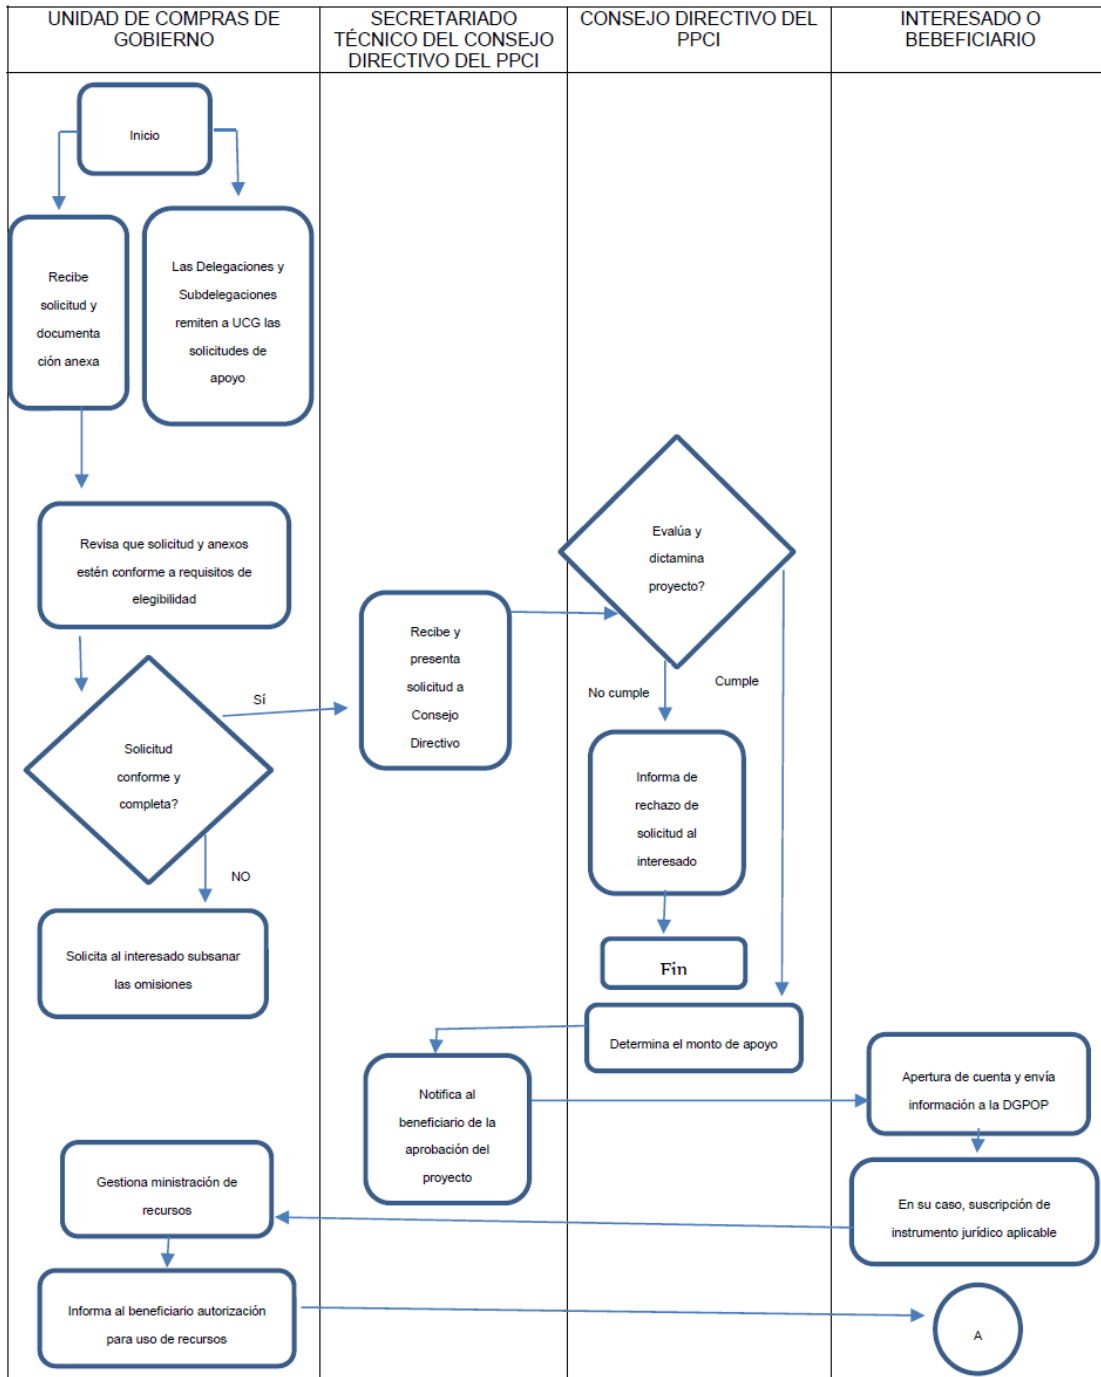 UNIDAD DE COMPRAS DE
GOBIERNO
SECRETARIADO
TÉCNICO DEL CONSEJO
DIRECTIVO DEL PPCI
CONSEJO DIRECTIVO DEL
PPCI
INTERESADO O
BEBEFICIARIO
Inicio
Recibe
solicitud y
documenta
ción anexa
Las Delegaciones y
Subdelegaciones
remiten a UCG las
solicitudes de
apoyo
Revisa que solicitud y anexos
estén conforme a requisitos de
elegibilidad
Solicitud
conforme y
completa?
Sí
NO
Solicita al interesado subsanar
las omisiones
Recibe y
presenta
solicitud a
Consejo
Directivo
Evalúa y
dictamina
proyecto?
No cumple
Cumple
Informa de
rechazo de
solicitud al
interesado
Fin
Determina el monto de apoyo
Notifica al
beneficiario de la
aprobación del
proyecto
Apertura de cuenta y envía
información a la DGPOP
En su caso, suscripción de
instrumento jurídico aplicable
Gestiona ministración de
recursos
Informa al beneficiario autorización
para uso de recursos
A